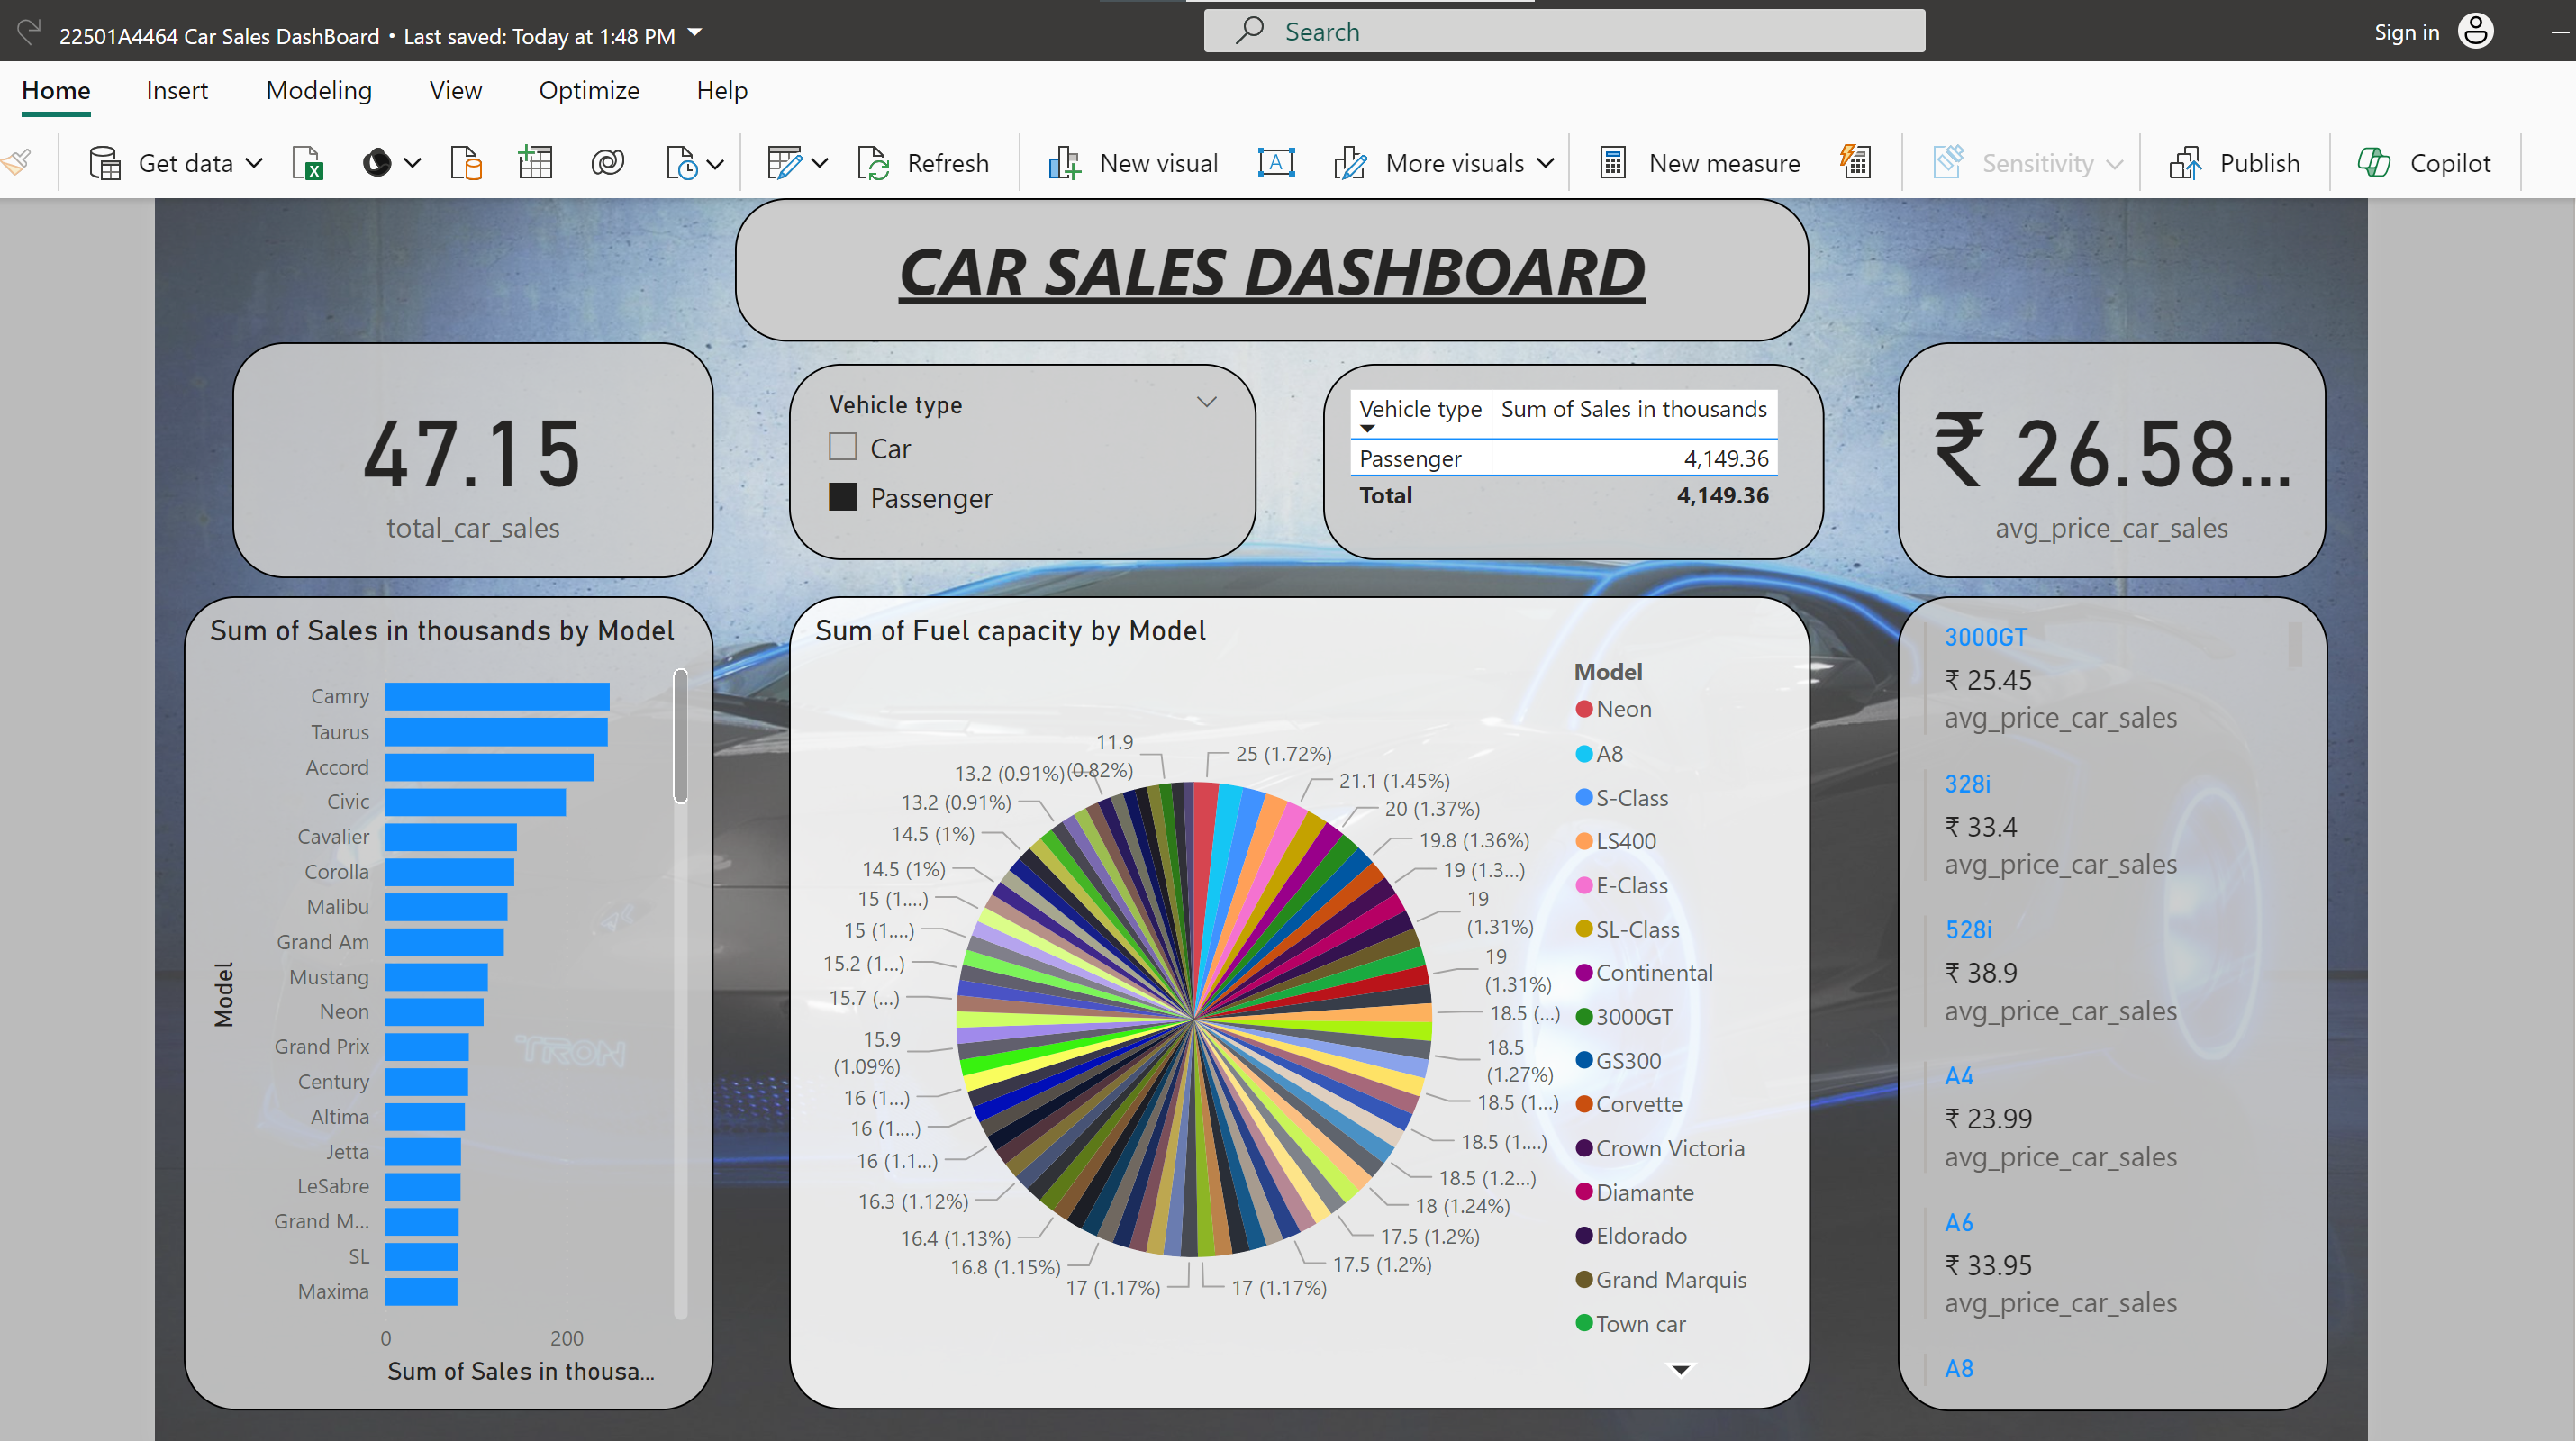 22501A4464 Car Sales DashBoard • Last saved: Today at 1:48 PM
Search
Sign in
Home Insert Modeling View Optimize Help
Get data Refresh New visual More visuals New measure Sensitivity Publish Copilot
CAR SALES DASHBOARD
47.15
total_car_sales
Vehicle type
Car
Passenger
Vehicle type Sum of Sales in thousands
Passenger 4,149.36
Total 4,149.36
₹ 26.58...
avg_price_car_sales
Sum of Sales in thousands by Model
Model
Camry
Taurus
Accord
Civic
Cavalier
Corolla
Malibu
Grand Am
Mustang
Neon
Grand Prix
Century
Altima
Jetta
LeSabre
Grand M...
SL
Maxima
0 200
Sum of Sales in thousa...
TRON
Sum of Fuel capacity by Model
25 (1.72%)
21.1 (1.45%)
20 (1.37%)
19.8 (1.36%)
19 (1.3...)
19
(1.31%)
19
(1.31%)
18.5 (...)
18.5
(1.27%)
18.5 (1...)
18.5 (1....)
18.5 (1.2...)
18 (1.24%)
17.5 (1.2%)
17.5 (1.2%)
17 (1.17%)
17 (1.17%)
16.8 (1.15%)
16.4 (1.13%)
16.3 (1.12%)
16 (1.1...)
16 (1....)
16 (1...)
15.9
(1.09%)
15.7 (...)
15.2 (1...)
15 (1....)
15 (1....)
14.5 (1%)
14.5 (1%)
13.2 (0.91%)
13.2 (0.91%)
11.9
(0.82%)
Model
Neon
A8
S-Class
LS400
E-Class
SL-Class
Continental
3000GT
GS300
Corvette
Crown Victoria
Diamante
Eldorado
Grand Marquis
Town car
3000GT
₹ 25.45
avg_price_car_sales
328i
₹ 33.4
avg_price_car_sales
528i
₹ 38.9
avg_price_car_sales
A4
₹ 23.99
avg_price_car_sales
A6
₹ 33.95
avg_price_car_sales
A8